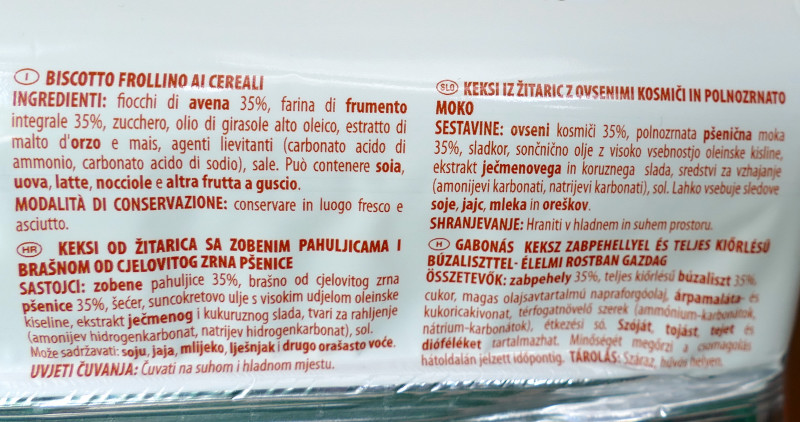 I BISCOTTO FROLLINO AI CEREALI
INGREDIENTI: fiocchi di avena 35%, farina di frumento
integrale 35%, zucchero, olio di girasole alto oleico, estratto di
malto d'orzo e mais, agenti lievitanti (carbonato acido di
ammonio, carbonato acido di sodio), sale. Può contenere soia,
uova, latte, nocciole e altra frutta a guscio.
MODALITÀ DI CONSERVAZIONE: conservare in luogo fresco e
asciutto.
HR KEKSI OD ŽITARICA SA ZOBENIM PAHULJICAMA I
BRAŠNOM OD CJELOVITOG ZRNA PŠENICE
SASTOJCI: zobene pahuljice 35%, brašno od cjelovitog zrna
pšenice 35%, šećer, suncokretovo ulje s visokim udjelom oleinske
kiseline, ekstrakt ječmenog i kukuruznog slada, tvari za rahljenje
(amonijev hidrogenkarbonat, natrijev hidrogenkarbonat), sol.
Može sadržavati: soju, jaja, mlijeko, lješnjak i drugo orašasto voće.
UVJETI ČUVANJA: Čuvati na suhom i hladnom mjestu.
SLO KEKSI IZ ŽITARIC Z OVSENIMI KOSMIČI IN POLNOZRNATO
MOKO
SESTAVINE: ovseni kosmiči 35%, polnozrnata pšenična moka
35%, sladkor, sončnično olje z visoko vsebnostjo oleinske kisline,
ekstrakt ječmenovega in koruznega slada, sredstvi za vzhajanje
(amonijevi karbonati, natrijevi karbonati), sol. Lahko vsebuje sledove
soje, jajc, mleka in oreškov.
SHRANJEVANJE: Hraniti v hladnem in suhem prostoru.
H GABONÁS KEKSZ ZABPEHELLYEL ÉS TELJES KIŐRLÉSŰ
BÚZALISZTTEL- ÉLELMI ROSTBAN GAZDAG
ÖSSZETEVŐK: zabpehely 35%, teljes kiőrlésű búzaliszt 35%
cukor, magas olajsavtartalmú napraforgóolaj, árpamaláta- és
kukoricakivonat, térfogatnövelő szerek (ammónium-karbonátok,
nátrium-karbonátok), étkezési só. Szóját, tojást, tejet és
dióféléket tartalmazhat. Minőségét megőrzi a csomagolás
hátoldalán jelzett időpontig. TÁROLÁS: Száraz, hűvös helyen.